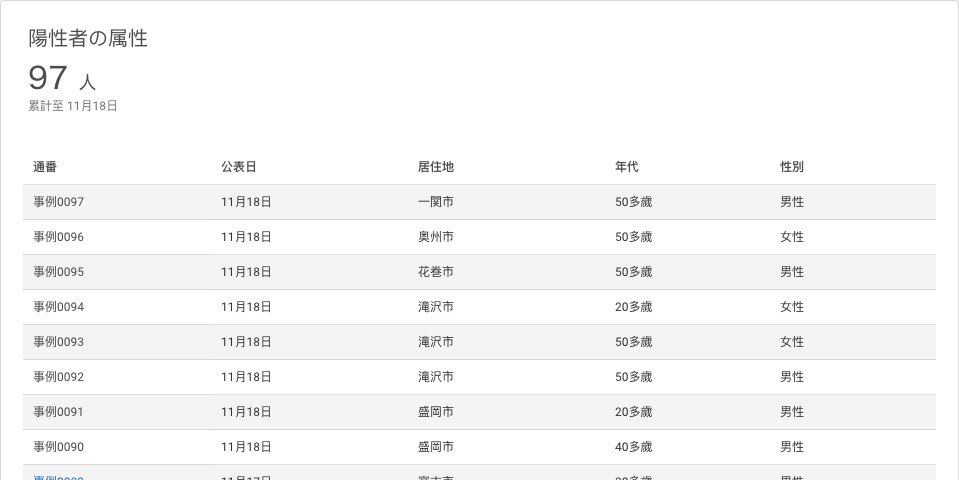 陽性者の属性
97 人
累計至 11月18日
通番 公表日 居住地 年代 性別
事例0097 11月18日 一関市 50多歳 男性
事例0096 11月18日 奥州市 50多歳 女性
事例0095 11月18日 花巻市 50多歳 男性
事例0094 11月18日 滝沢市 20多歳 女性
事例0093 11月18日 滝沢市 50多歳 女性
事例0092 11月18日 滝沢市 50多歳 男性
事例0091 11月18日 盛岡市 20多歳 男性
事例0090 11月18日 盛岡市 40多歳 男性